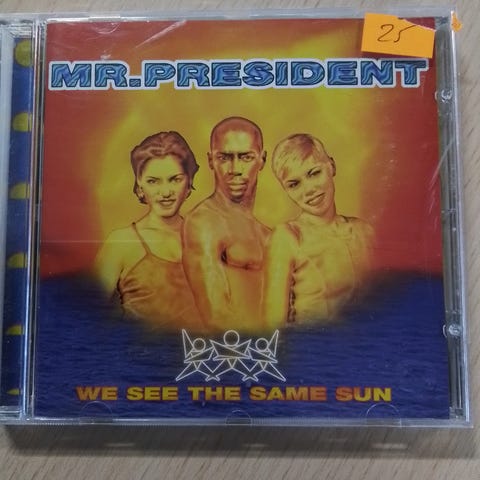 25
MR.PRESIDENT
WE SEE THE SAME SUN